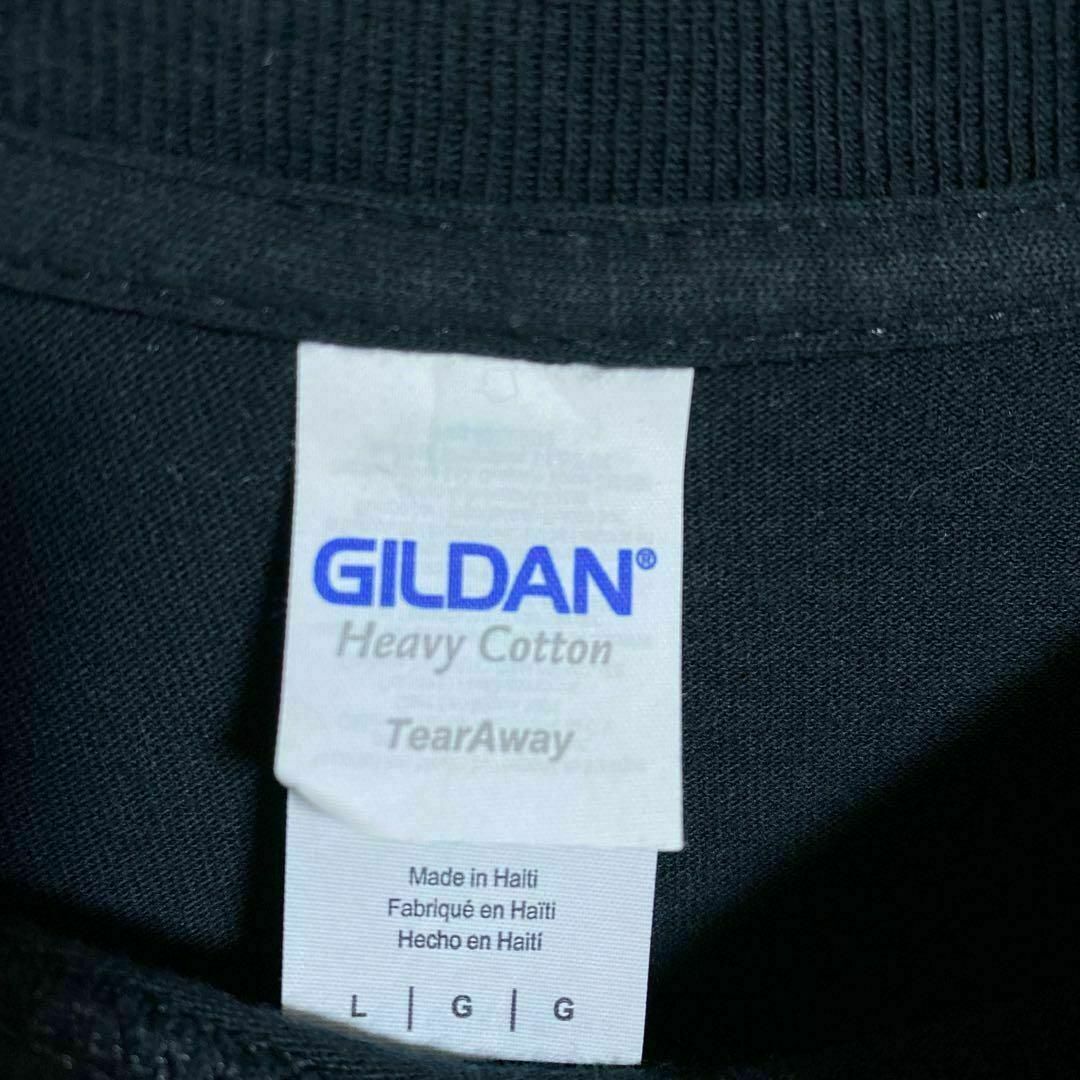 GILDAN®
Heavy Cotton
TearAway
Made in Haiti
Fabriqué en Haïti
Hecho en Haití
L | G | G